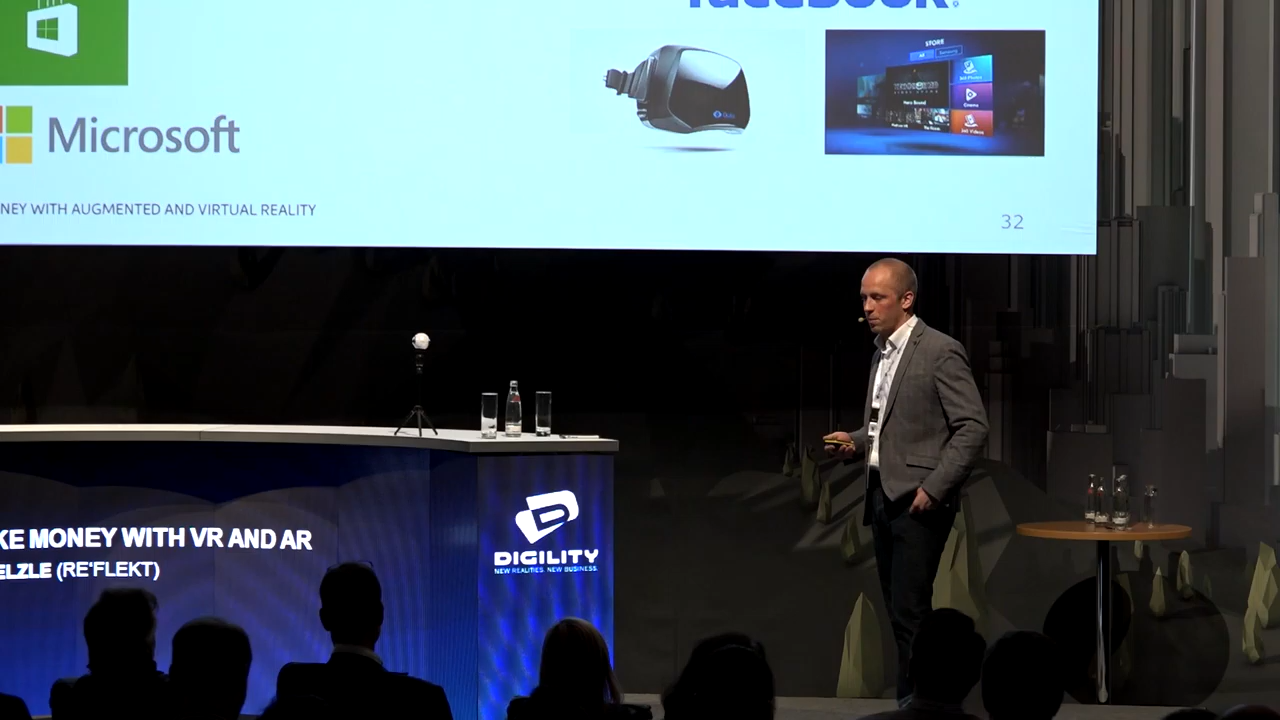 facebook
STORE
Microsoft
NEY WITH AUGMENTED AND VIRTUAL REALITY
32
KE MONEY WITH VR AND AR
ELZLE (RE'FLEKT)
DIGILITY
NEW REALITIES. NEW BUSINESS.